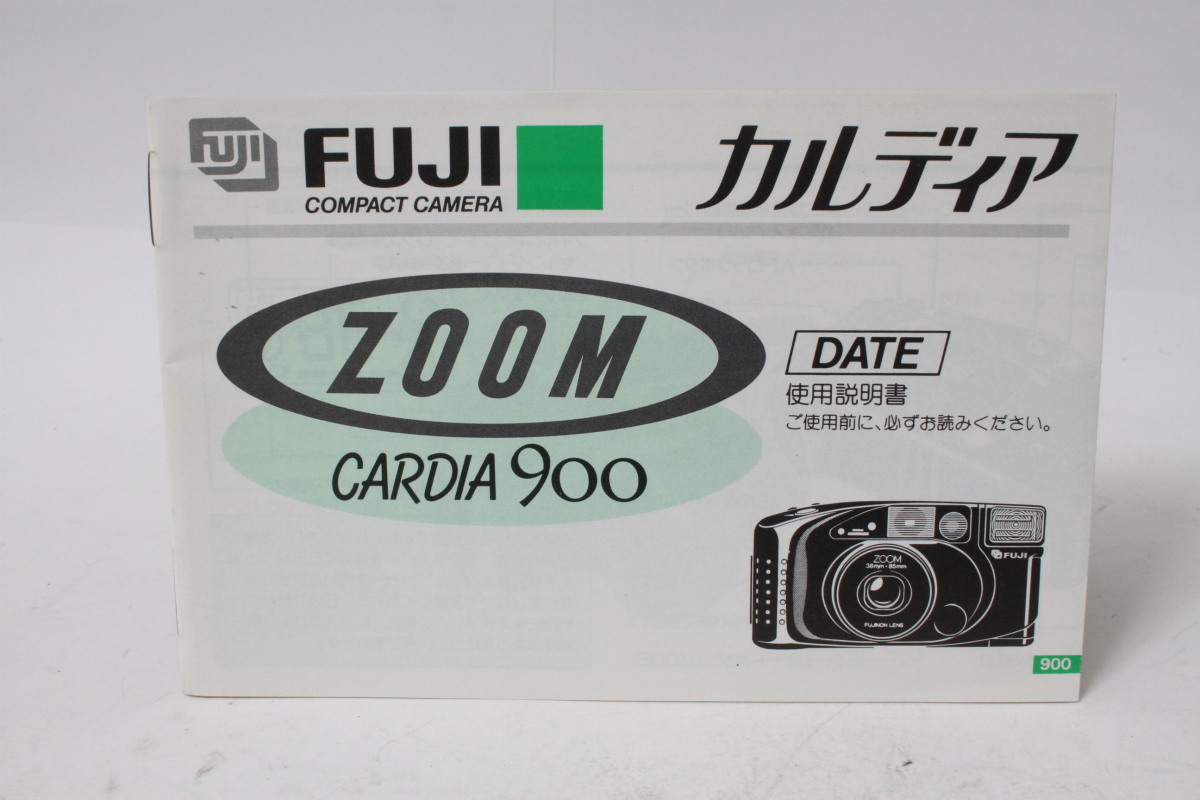 FUJI
FUJI
COMPACT CAMERA
カルディア
ZOOM
CARDIA 900
DATE
使用説明書
ご使用前に、必ずお読みください。
ZOOM
38mm-85mm
FUJINON LENS
FUJI
900